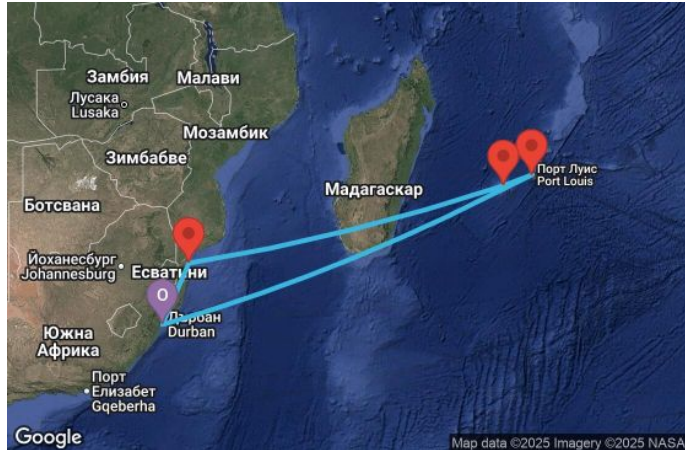 Замбия
Малави
Лусака
Lusaka
Мозамбик
Зимбабве
Порт Луис
Port Louis
Мадагаскар
Ботсвана
Йоханесбург
Johannesburg
Есватини
O
Дърбан
Durban
Южна
Африка
Порт
Елизабет
Gqeberha
Google
Map data ©2025 Imagery ©2025 NASA